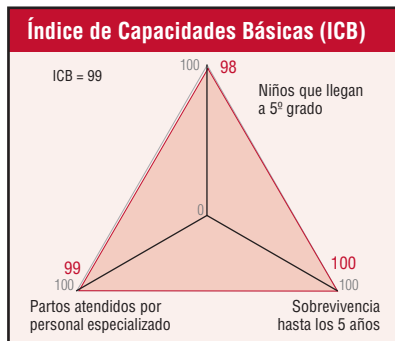 Índice de Capacidades Básicas (ICB)
ICB = 99
100
98
Niños que llegan
a 5º grado
0
99
100
100
100
Partos atendidos por
personal especializado
Sobrevivencia
hasta los 5 años